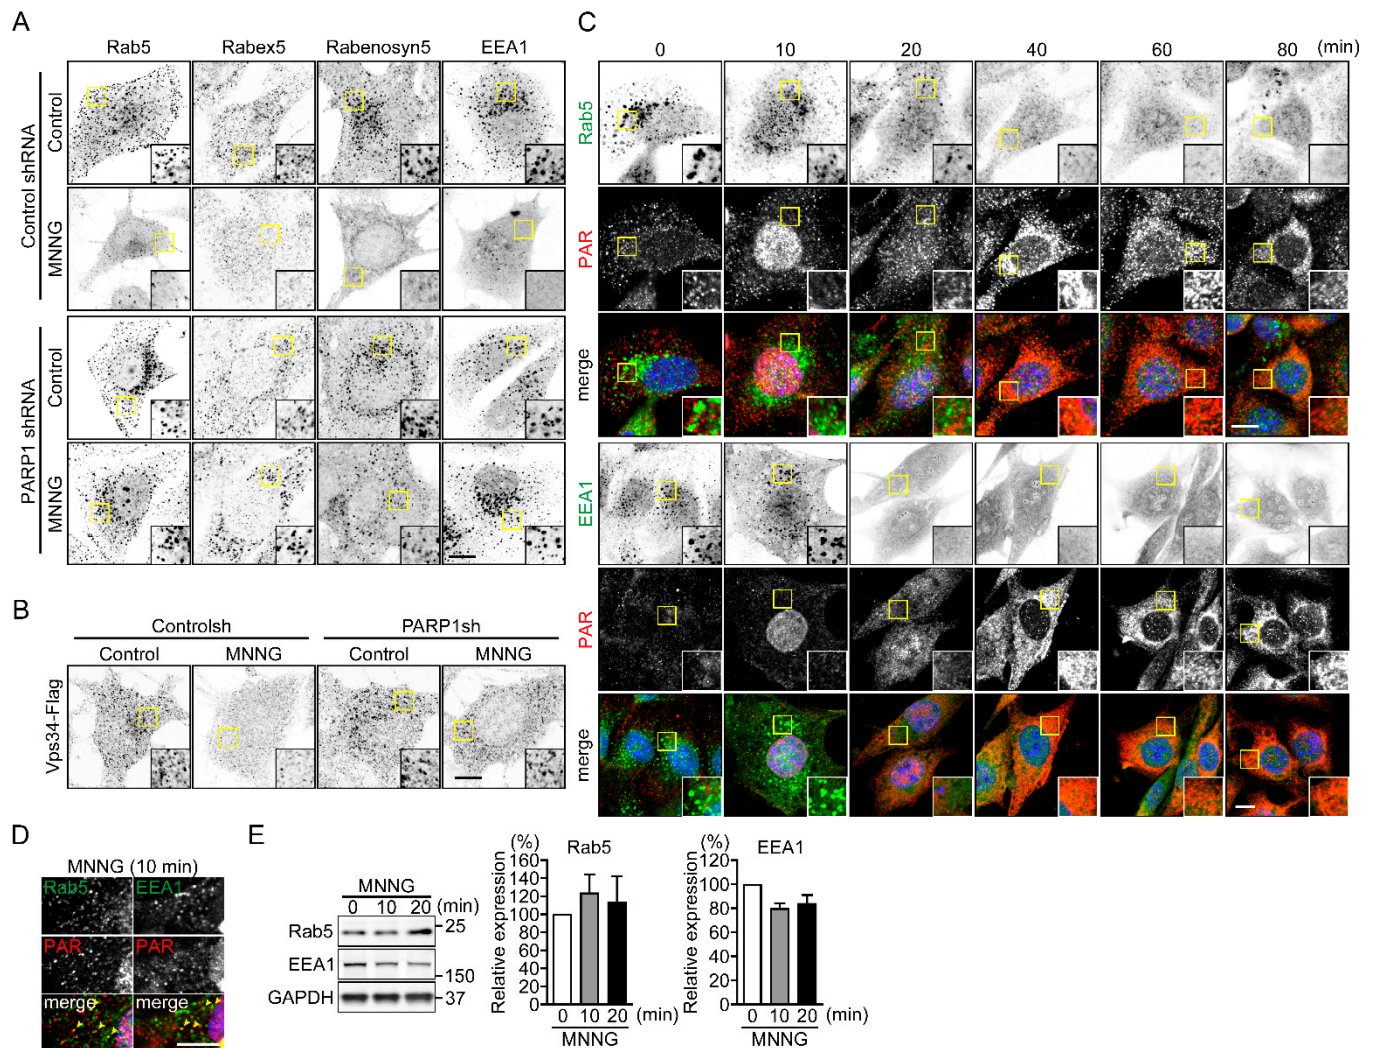 A
Rab5 Rabex5 Rabenosyn5 EEA1
Control shRNA
Control
MNNG
PARP1 shRNA
Control
MNNG
B
Controlsh PARP1sh
Control MNNG Control MNNG
Vps34-Flag
C
0 10 20 40 60 80 (min)
Rab5
PAR
merge
EEA1
PAR
merge
D
MNNG (10 min)
Rab5 EEA1
PAR PAR
merge merge
E
MNNG
0 10 20 (min)
Rab5 25
EEA1 150
GAPDH 37
(%)
Rab5
Relative expression
160
140
120
100
80
60
40
20
0
0 10 20 (min)
MNNG
(%)
EEA1
Relative expression
120
100
80
60
40
20
0
0 10 20 (min)
MNNG